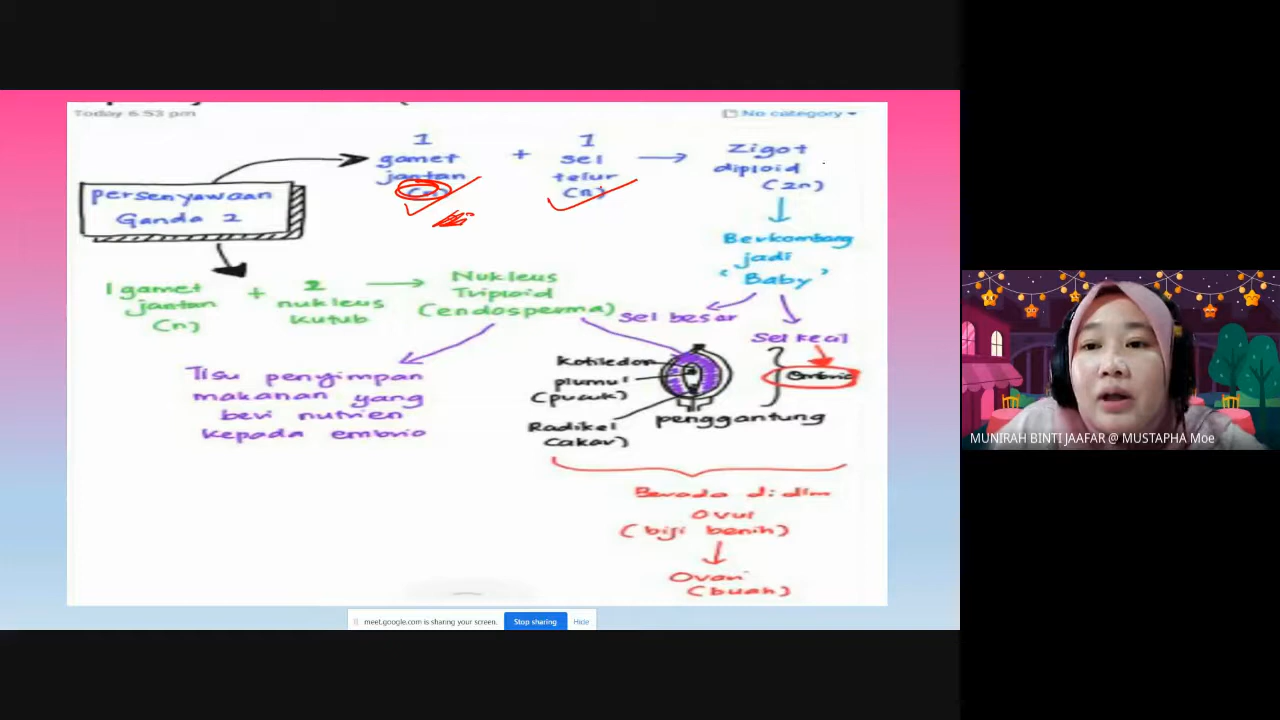 Today 6:53 pm
No category
persenyawaan
Ganda 2
1
gamet
jantan
(n)
+
1
sel
telur
(n)
Zigot
diploid
(2n)
Berkembang
jadi
'Baby'
1 gamet
jantan
(n)
+
2
nukleus
kutub
Nukleus
Triploid
(endosperma)
Sel besar
Sel kecil
Embrio
Tisu penyimpan
makanan yang
beri nutrien
kepada embrio
Kotiledon
plumul
(pucuk)
Radikel
(akar)
penggantung
Berada di dlm
Ovul
(biji benih)
Ovari
(buah)
meet.google.com is sharing your screen.
Stop sharing
Hide
MUNIRAH BINTI JAAFAR @ MUSTAPHA Moe